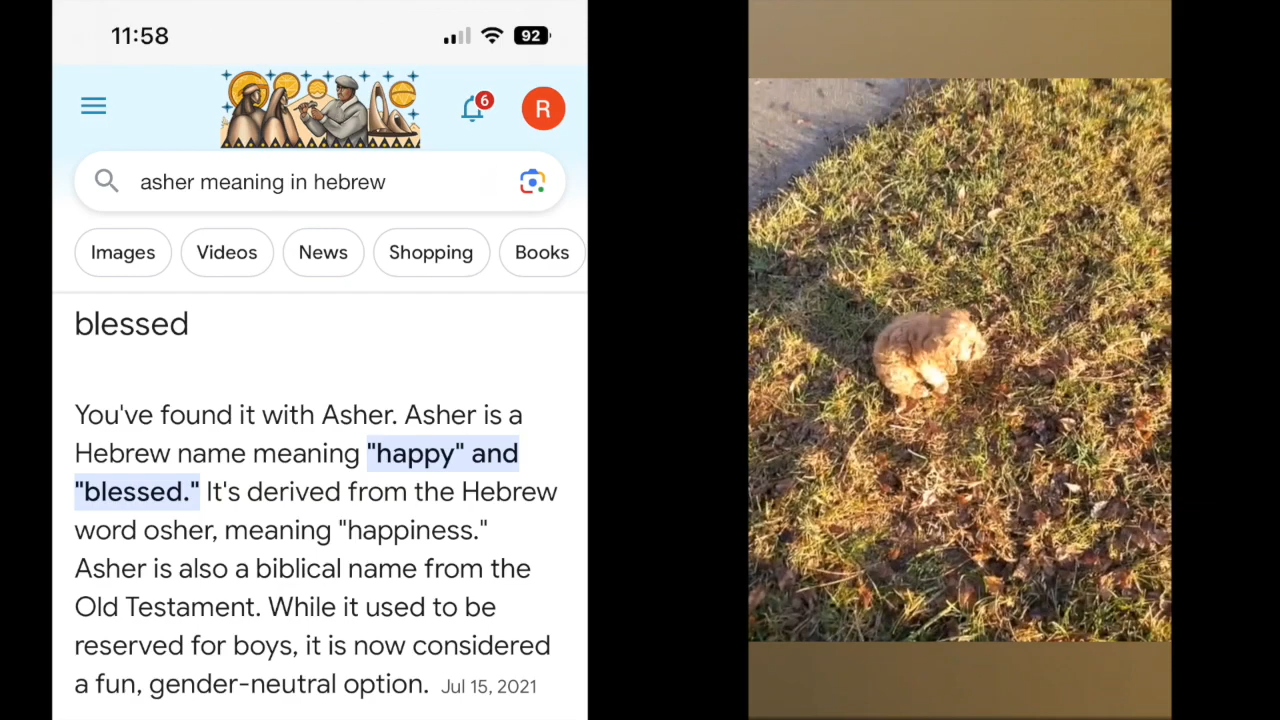 11:58
92
6
R
asher meaning in hebrew
Images Videos News Shopping Books
blessed
You've found it with Asher. Asher is a
Hebrew name meaning "happy" and
"blessed." It's derived from the Hebrew
word osher, meaning "happiness."
Asher is also a biblical name from the
Old Testament. While it used to be
reserved for boys, it is now considered
a fun, gender-neutral option. Jul 15, 2021